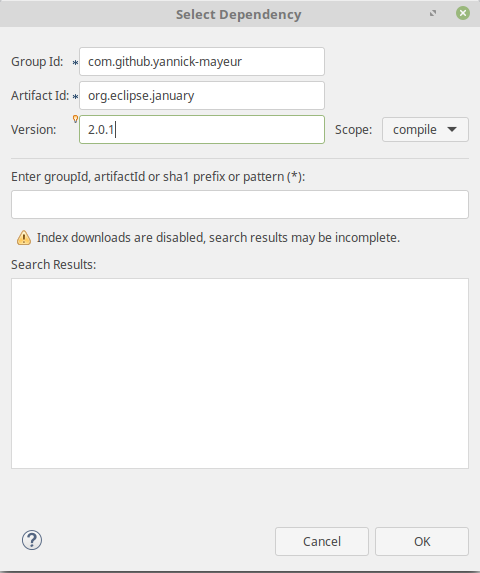 Select Dependency
Group Id: * com.github.yannick-mayeur
Artifact Id: * org.eclipse.january
Version: 2.0.1 Scope: compile
Enter groupId, artifactId or sha1 prefix or pattern (*):
Index downloads are disabled, search results may be incomplete.
Search Results:
? Cancel OK